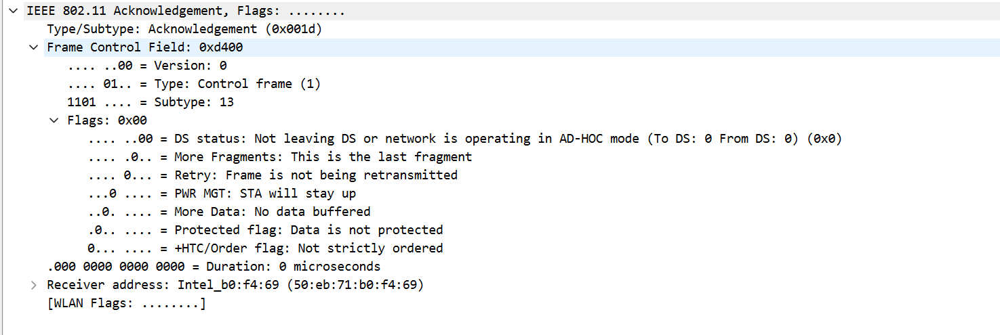 IEEE 802.11 Acknowledgement, Flags: ........
Type/Subtype: Acknowledgement (0x001d)
Frame Control Field: 0xd400
.... ..00 = Version: 0
.... 01.. = Type: Control frame (1)
1101 .... = Subtype: 13
Flags: 0x00
.... ..00 = DS status: Not leaving DS or network is operating in AD-HOC mode (To DS: 0 From DS: 0) (0x0)
.... .0.. = More Fragments: This is the last fragment
.... 0... = Retry: Frame is not being retransmitted
...0 .... = PWR MGT: STA will stay up
..0. .... = More Data: No data buffered
.0.. .... = Protected flag: Data is not protected
0... .... = +HTC/Order flag: Not strictly ordered
.000 0000 0000 0000 = Duration: 0 microseconds
Receiver address: Intel_b0:f4:69 (50:eb:71:b0:f4:69)
[WLAN Flags: ........]